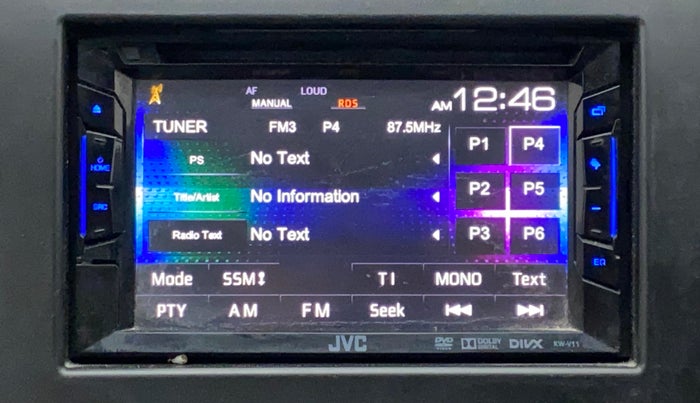 AF LOUD
MANUAL RDS AM 12:46
TUNER FM3 P4 87.5MHz P1 P4
PS No Text
Title/Artist No Information P2 P5
Radio Text No Text P3 P6
HOME
SRC
EQ
Mode SSM TI MONO Text
PTY AM FM Seek
JVC DVD VIDEO DOLBY DIGITAL DIVX KW-V11